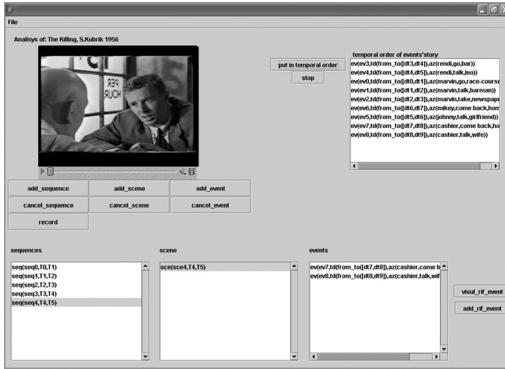 File
Analisys of: The Killing, S.Kubrik 1956
PER
HOUR
put in temporal order
stop
temporal order of events'story
ev(ev3,td(from_to([dt3,dt4]),az(rendi,go,bar))
ev(ev4,td(from_to([dt4,dt5]),az(rendi,talk,leo))
ev(ev0,td(from_to([dt0,dt1]),az(marvin,go,race-course
ev(ev1,td(from_to([dt1,dt2]),az(marvin,talk,barman))
ev(ev2,td(from_to([dt2,dt3]),az(marvin,take,newspape
ev(ev6,td(from_to([dt6,dt7]),az(mikey,come back,hom
ev(ev5,td(from_to([dt5,dt6]),az(johnny,talk,girlfriend))
ev(ev7,td(from_to([dt7,dt8]),az(cashier,come back,ho
ev(ev8,td(from_to([dt8,dt9]),az(cashier,talk,wife))
add_sequence
add_scene
add_event
cancel_sequence
cancel_scene
cancel_event
record
sequences
scene
events
seq(seq0,T0,T1)
seq(seq1,T1,T2)
seq(seq2,T2,T3)
seq(seq3,T3,T4)
seq(seq4,T4,T5)
sce(sce4,T4,T5)
ev(ev7,td(from_to([dt7,dt8]),az(cashier,come b
ev(ev8,td(from_to([dt8,dt9]),az(cashier,talk,wif
visul_rif_event
add_rif_event